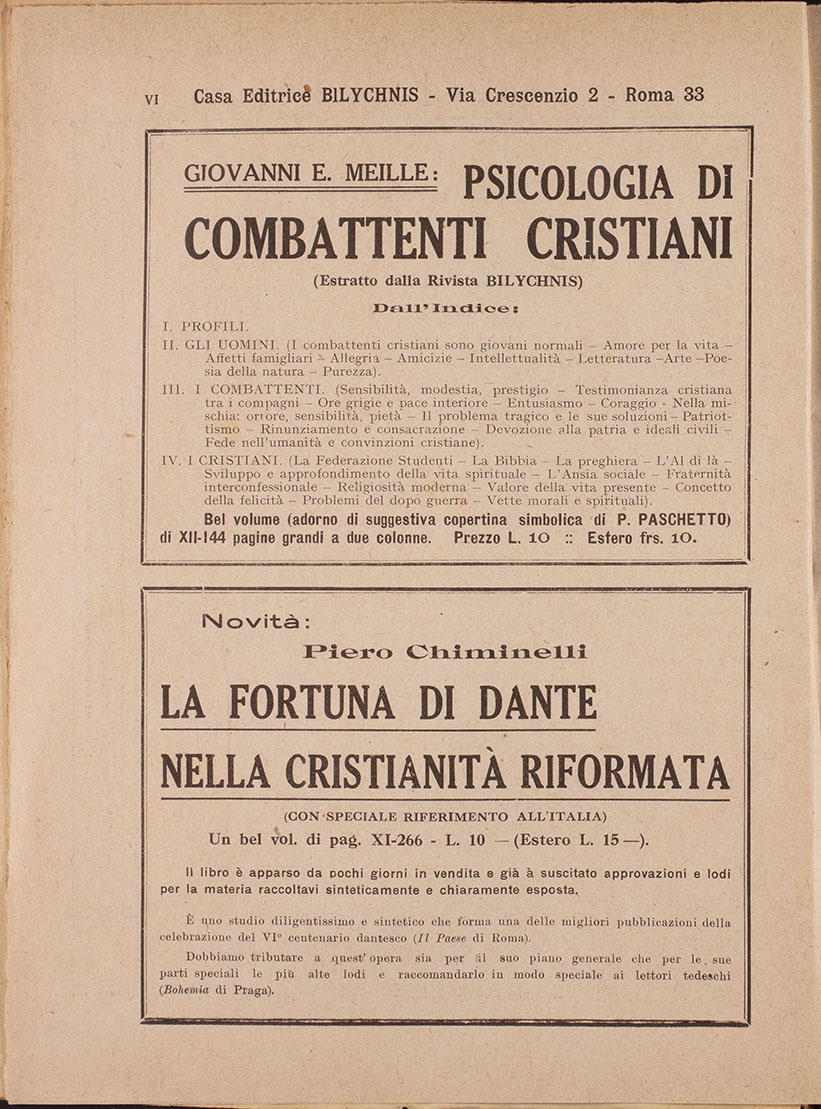 VI Casa Editrice BILYCHNIS - Via Crescenzio 2 - Roma 33
GIOVANNI E. MEILLE: PSICOLOGIA DI
COMBATTENTI CRISTIANI
(Estratto dalla Rivista BILYCHNIS)
Dall'Indice:
I. PROFILI.
II. GLI UOMINI. (I combattenti cristiani sono giovani normali – Amore per la vita –
Affetti famigliari – Allegria – Amicizie – Intellettualità – Letteratura –Arte –Poe-
sia della natura – Purezza).
III. I COMBATTENTI. (Sensibilità, modestia, prestigio – Testimonianza cristiana
tra i compagni – Ore grigie e pace interiore – Entusiasmo – Coraggio - Nella mi-
schia: orrore, sensibilità, pietà – Il problema tragico e le sue soluzioni – Patriot-
tismo – Rinunziamento e consacrazione – Devozione alla patria e ideali civili –
Fede nell'umanità e convinzioni cristiane).
IV. I CRISTIANI. (La Federazione Studenti – La Bibbia – La preghiera – L'Al dì là –
Sviluppo e approfondimento della vita spirituale – L'Ansia sociale – Fraternità
interconfessionale – Religiosità moderna – Valore della vita presente – Concetto
della felicità – Problemi del dopo guerra – Vette morali e spirituali).
Bel volume (adorno di suggestiva copertina simbolica di P. PASCHETTO)
di XII-144 pagine grandi a due colonne. Prezzo L. 10 :: Estero frs. 10.
Novità:
Piero Chiminelli
LA FORTUNA DI DANTE
NELLA CRISTIANITÀ RIFORMATA
(CON SPECIALE RIFERIMENTO ALL'ITALIA)
Un bel vol. di pag. XI-266 - L. 10 — (Estero L. 15 —).
Il libro è apparso da pochi giorni in vendita e già à suscitato approvazioni e lodi
per la materia raccoltavi sinteticamente e chiaramente esposta.
È uno studio diligentissimo e sintetico che forma una delle migliori pubblicazioni della
celebrazione del VI° centenario dantesco (Il Paese di Roma).
Dobbiamo tributare a quest'opera sia per il suo piano generale che per le sue
parti speciali le più alte lodi e raccomandarlo in modo speciale ai lettori tedeschi
(Bohemia di Praga).